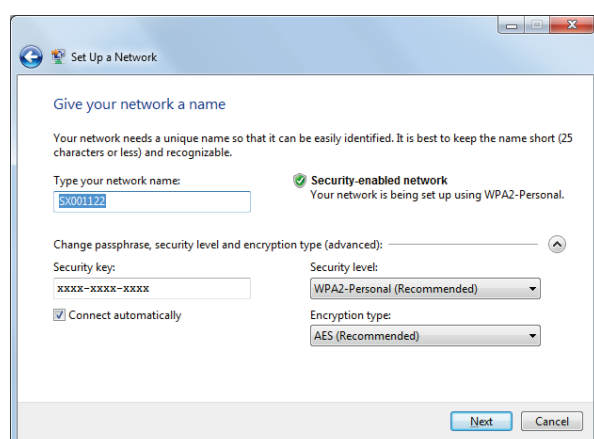 Set Up a Network
Give your network a name
Your network needs a unique name so that it can be easily identified. It is best to keep the name short (25
characters or less) and recognizable.
Type your network name:
SX001122
Security-enabled network
Your network is being set up using WPA2-Personal.
Change passphrase, security level and encryption type (advanced):
Security key:
xxxx-xxxx-xxxx
Connect automatically
Security level:
WPA2-Personal (Recommended)
Encryption type:
AES (Recommended)
Next
Cancel